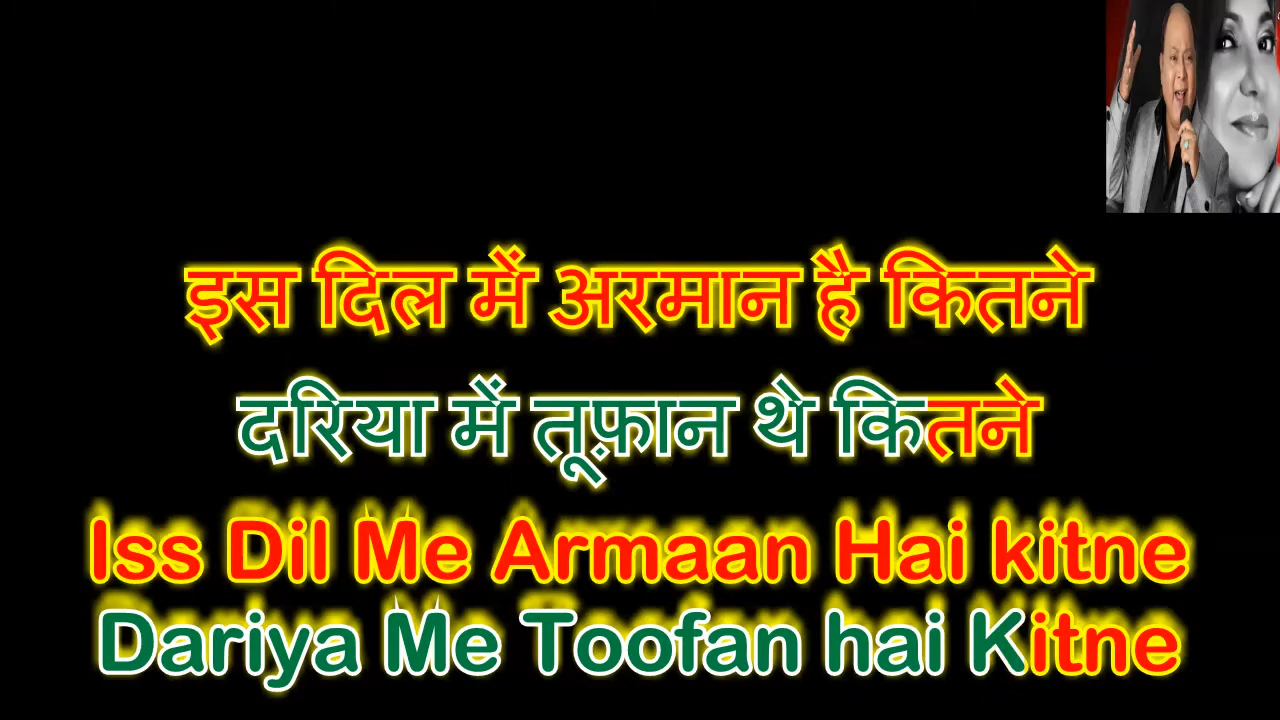 इस दिल में अरमान है कितने
दरिया में तूफ़ान थे कितने
Iss Dil Me Armaan Hai kitne
Dariya Me Toofan hai Kitne